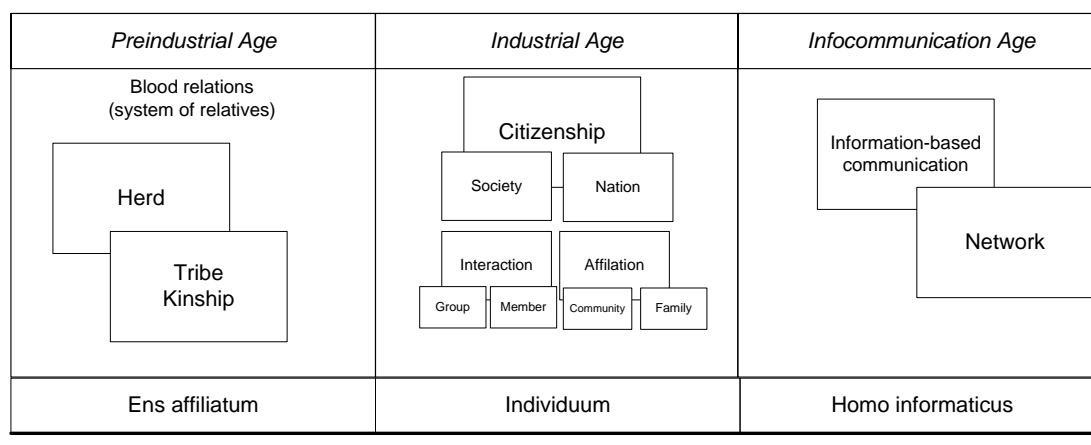 Preindustrial Age
Industrial Age
Infocommunication Age
Blood relations
(system of relatives)
Herd
Tribe
Kinship
Citizenship
Society
Nation
Interaction
Affilation
Group
Member
Community
Family
Information-based
communication
Network
Ens affiliatum
Individuum
Homo informaticus